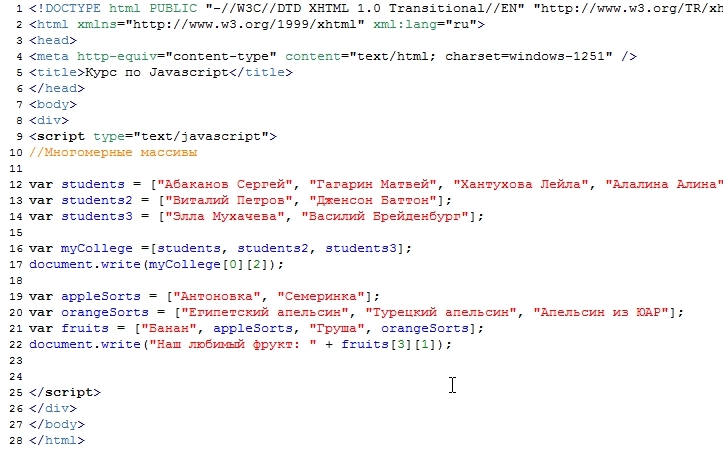 1 <!DOCTYPE html PUBLIC "-//W3C//DTD XHTML 1.0 Transitional//EN" "http://www.w3.org/TR/xh
2 <html xmlns="http://www.w3.org/1999/xhtml" xml:lang="ru">
3 <head>
4 <meta http-equiv="content-type" content="text/html; charset=windows-1251" />
5 <title>Курс по Javascript</title>
6 </head>
7 <body>
8 <div>
9 <script type="text/javascript">
10 //Многомерные массивы
11
12 var students = ["Абаканов Сергей", "Гагарин Матвей", "Хантухова Лейла", "Алалина Алина"
13 var students2 = ["Виталий Петров", "Дженсон Баттон"];
14 var students3 = ["Элла Мухачева", "Василий Брейденбург"];
15
16 var myCollege =[students, students2, students3];
17 document.write(myCollege[0][2]);
18
19 var appleSorts = ["Антоновка", "Семеринка"];
20 var orangeSorts = ["Египетский апельсин", "Турецкий апельсин", "Апельсин из ЮАР"];
21 var fruits = ["Банан", appleSorts, "Груша", orangeSorts];
22 document.write("Наш любимый фрукт: " + fruits[3][1]);
23
24
25 </script>
26 </div>
27 </body>
28 </html>